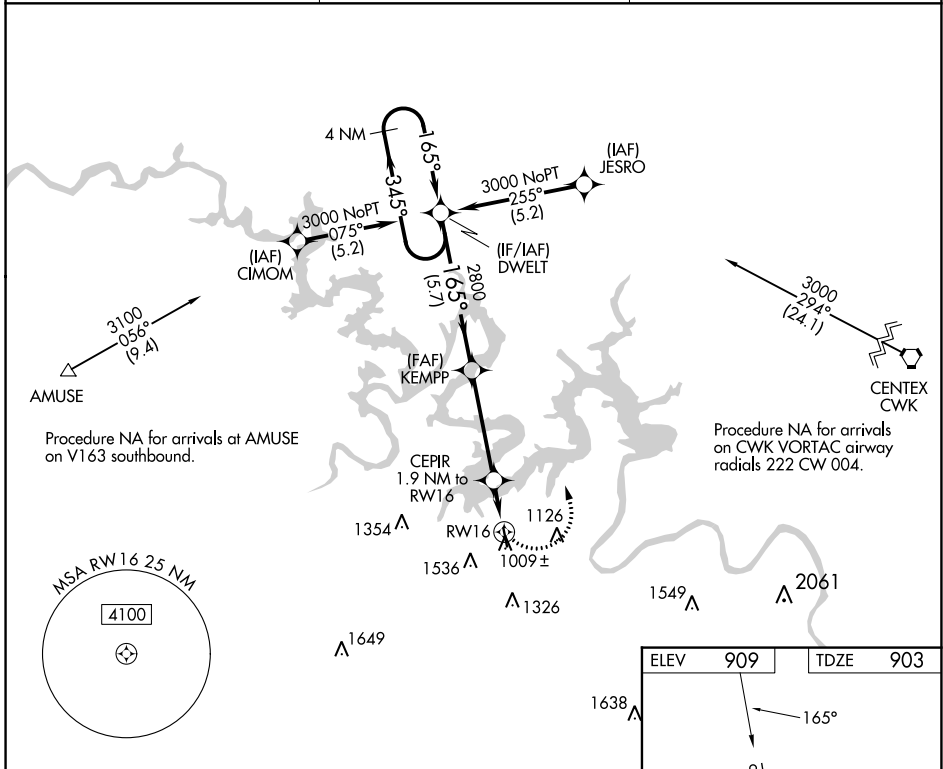 4 NM
165°
345°
(IAF)
JESRO
3000 NoPT
255°
(5.2)
3000 NoPT
075°
(5.2)
(IAF)
CIMOM
(IF/IAF)
DWELT
2800
165°
(5.7)
3000
294°
(24.1)
3100
056°
(9.4)
AMUSE
(FAF)
KEMPP
CENTEX
CWK
Procedure NA for arrivals at AMUSE
on V163 southbound.
Procedure NA for arrivals
on CWK VORTAC airway
radials 222 CW 004.
CEPIR
1.9 NM to
RW16
1354
RW16
1126
1536
1009±
1326
1549
2061
MSA RW16 25 NM
4100
1649
ELEV 909 TDZE 903
1638
165°